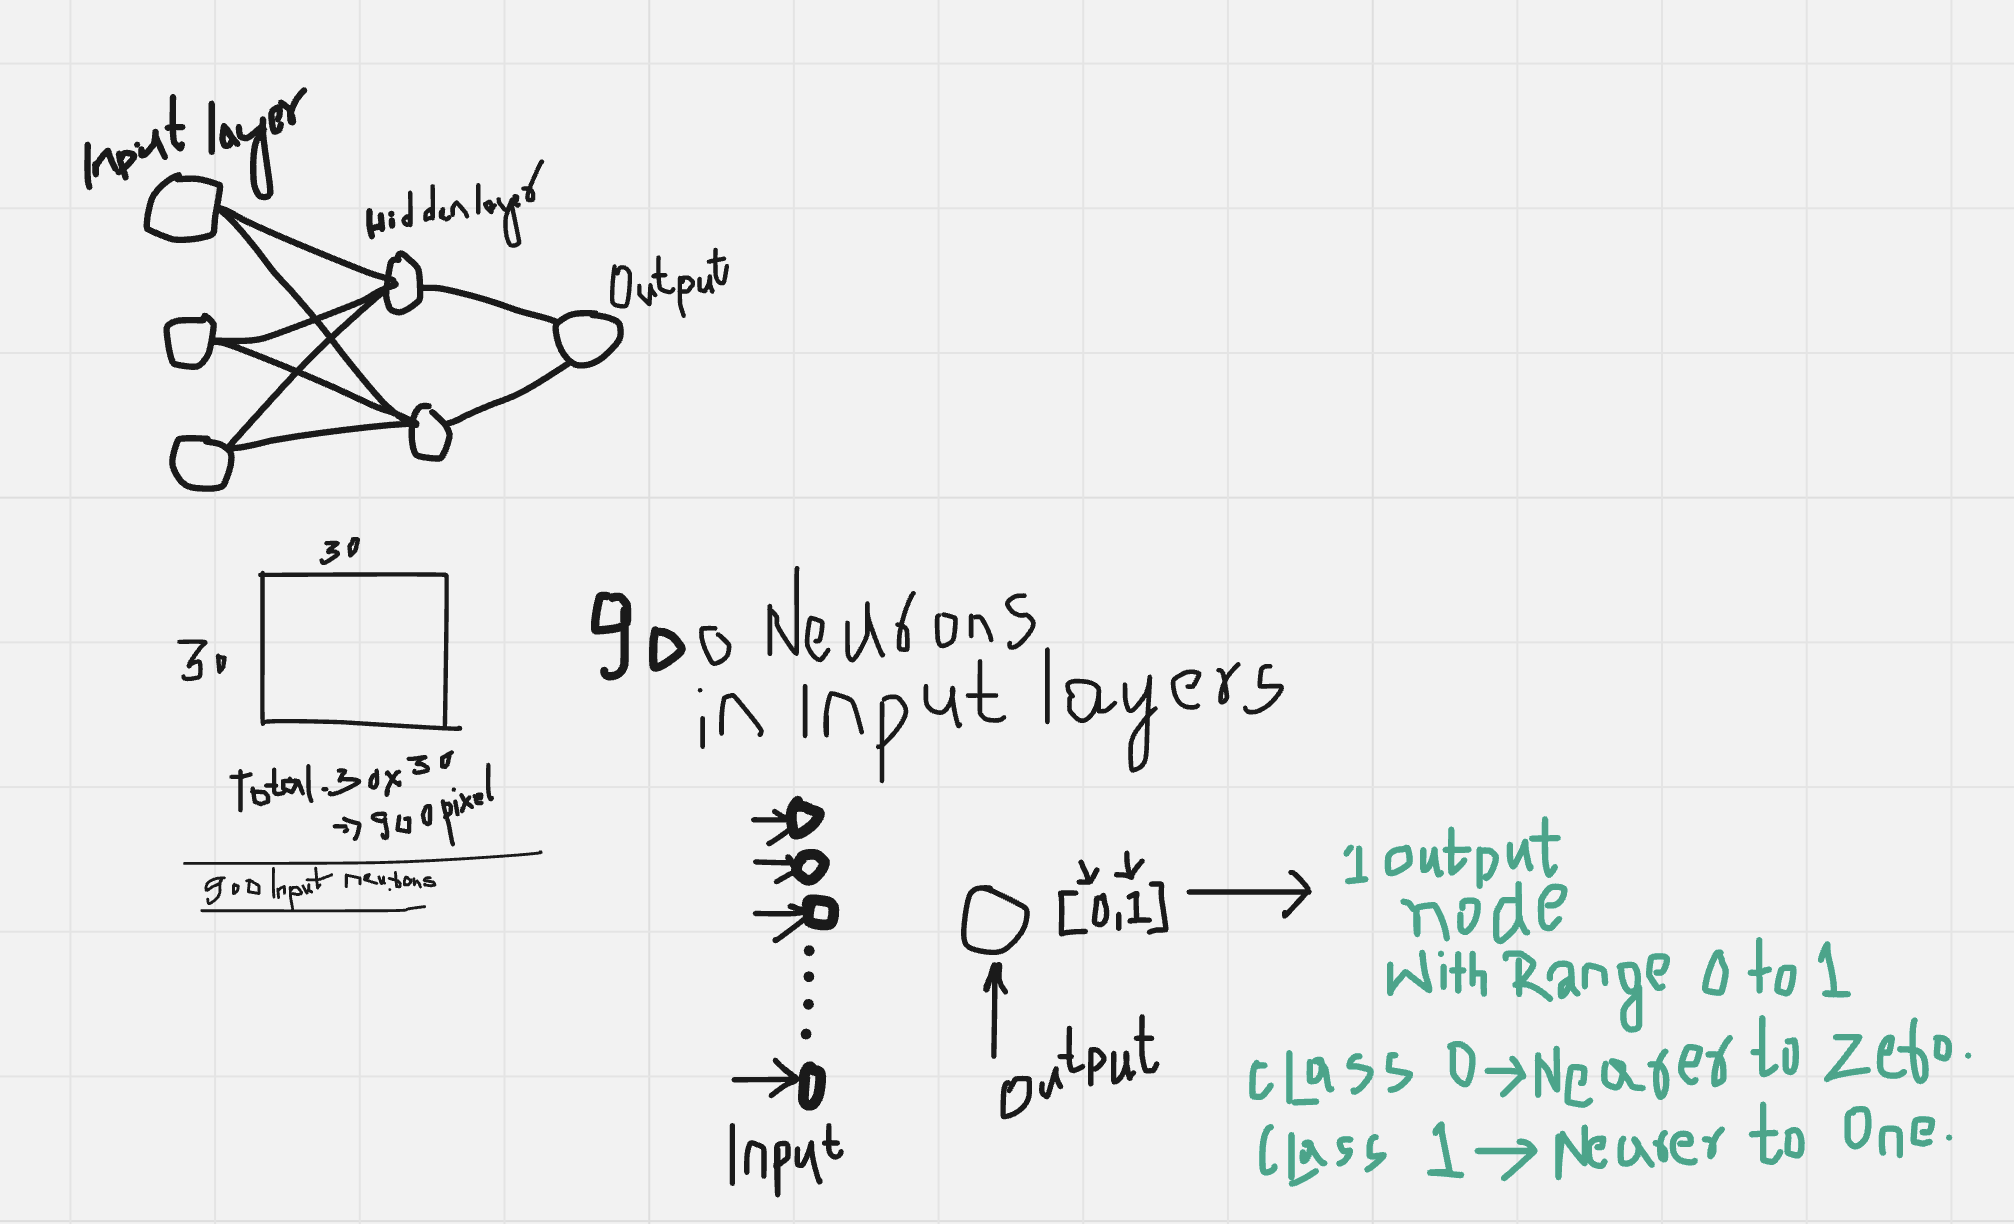 Input layer
Hidden layer
Output
30
30
Total - 30x30
→ 900 pixel
900 Input neurons
900 Neurons
in Input layers
Input
[0,1]
Output
1 output
node
With Range 0 to 1
Class 0 → Nearer to Zero.
Class 1 → Nearer to One.